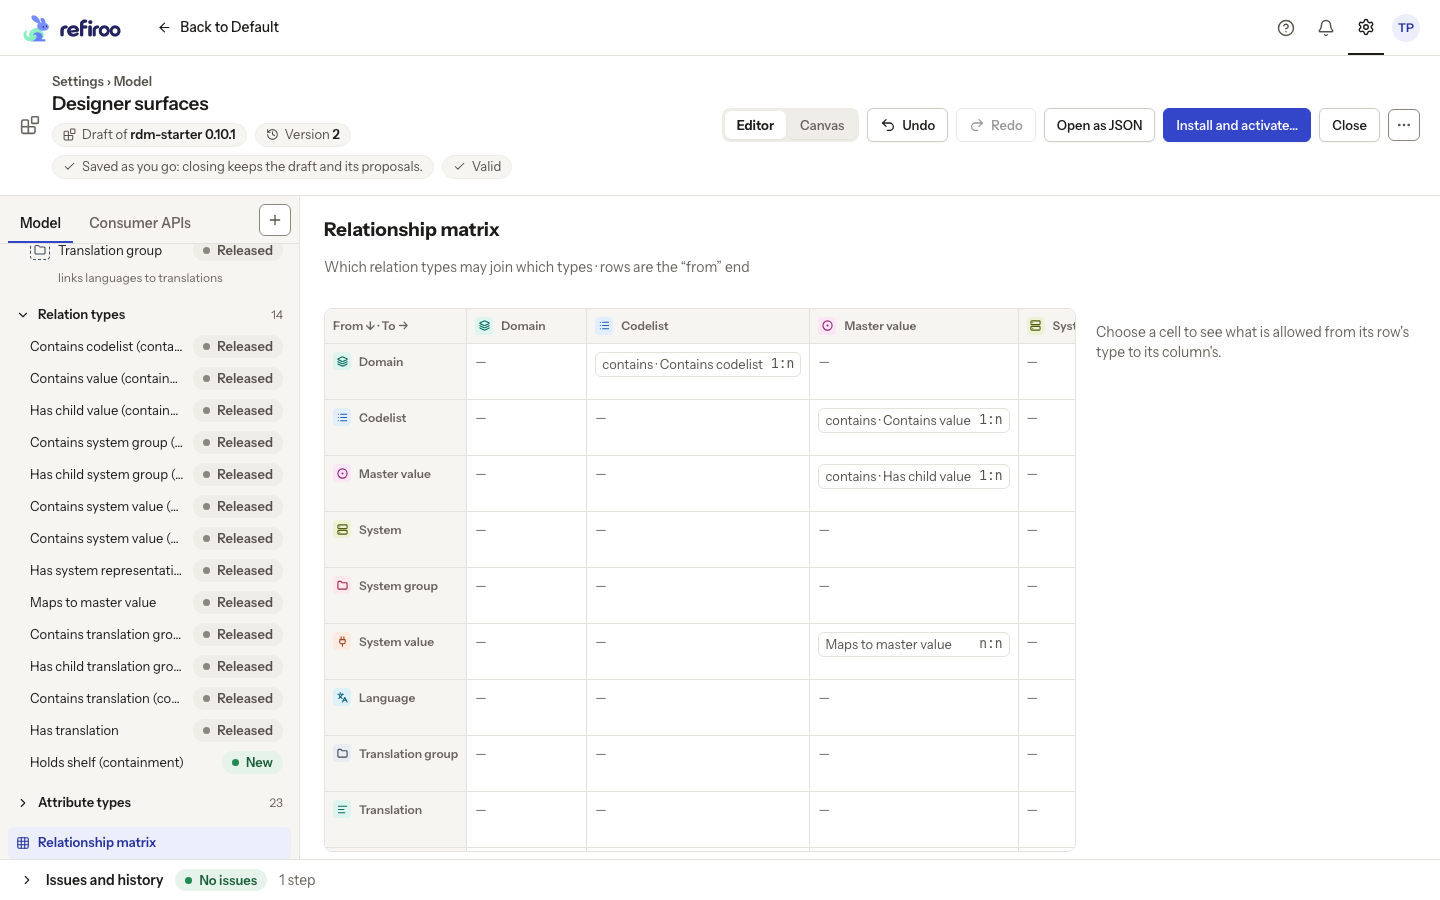 refiroo
Back to Default
TP
Settings › Model
Designer surfaces
Draft of rdm-starter 0.10.1
Version 2
Saved as you go: closing keeps the draft and its proposals.
Valid
Editor
Canvas
Undo
Redo
Open as JSON
Install and activate...
Close
Model
Consumer APIs
Translation group
Released
links languages to translations
Relation types
14
Contains codelist (conta...
Released
Contains value (contain...
Released
Has child value (contain...
Released
Contains system group (...
Released
Has child system group (...
Released
Contains system value (...
Released
Contains system value (...
Released
Has system representati...
Released
Maps to master value
Released
Contains translation gro...
Released
Has child translation gro...
Released
Contains translation (co...
Released
Has translation
Released
Holds shelf (containment)
New
Attribute types
23
Relationship matrix
Relationship matrix
Which relation types may join which types · rows are the “from” end
From ↓ · To → Domain Codelist Master value Syst
Domain — contains · Contains codelist 1:n — —
Codelist — — contains · Contains value 1:n —
Master value — — contains · Has child value 1:n —
System — — — —
System group — — — —
System value — — Maps to master value n:n —
Language — — — —
Translation group — — — —
Translation — — — —
Choose a cell to see what is allowed from its row's
type to its column's.
Issues and history
No issues
1 step